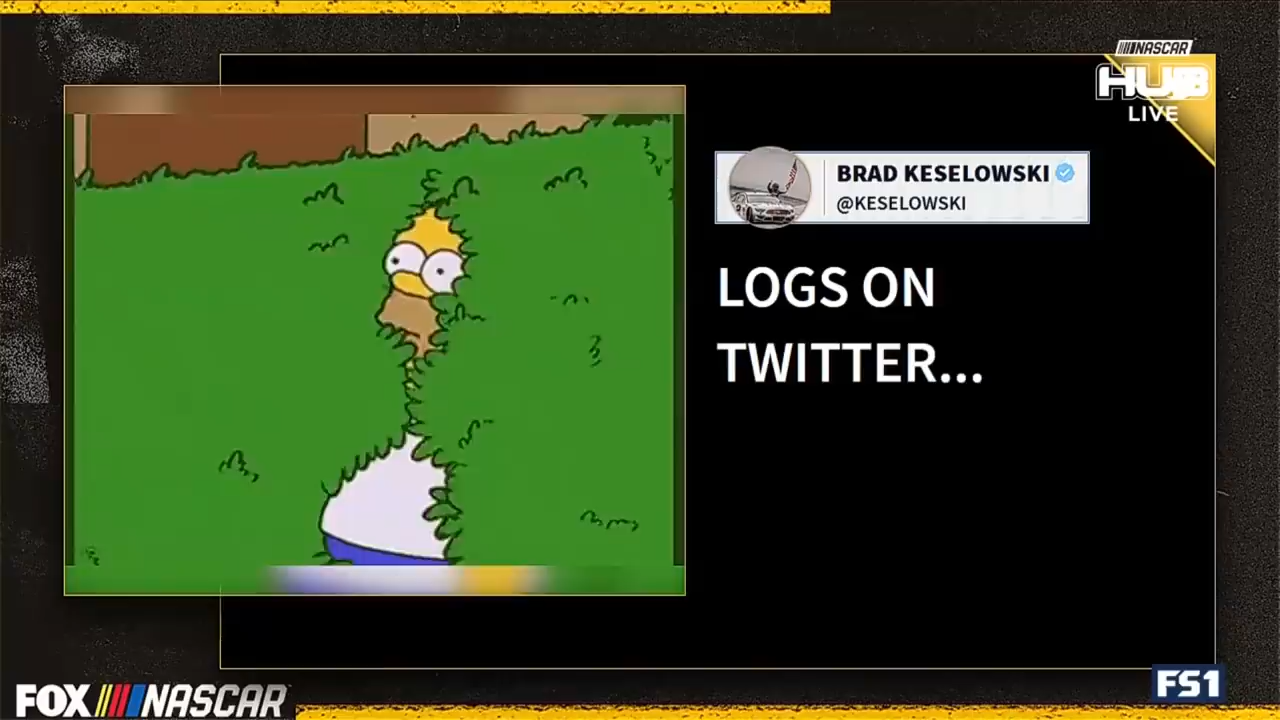 NASCAR
HUB
LIVE
BRAD KESELOWSKI
@KESELOWSKI
LOGS ON
TWITTER...
FOX NASCAR
FS1